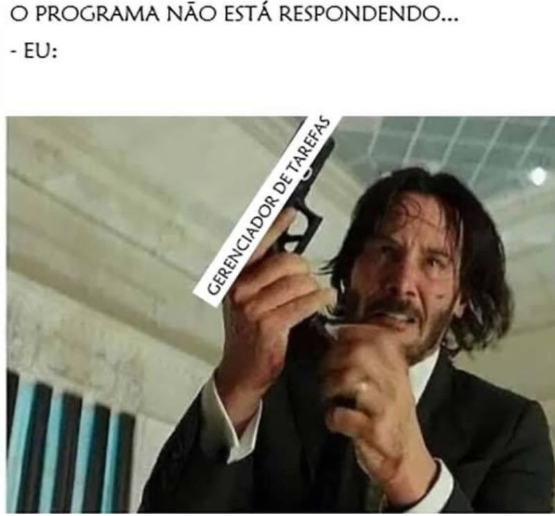 O PROGRAMA NÃO ESTÁ RESPONDENDO...
- EU:
GERENCIADOR DE TAREFAS